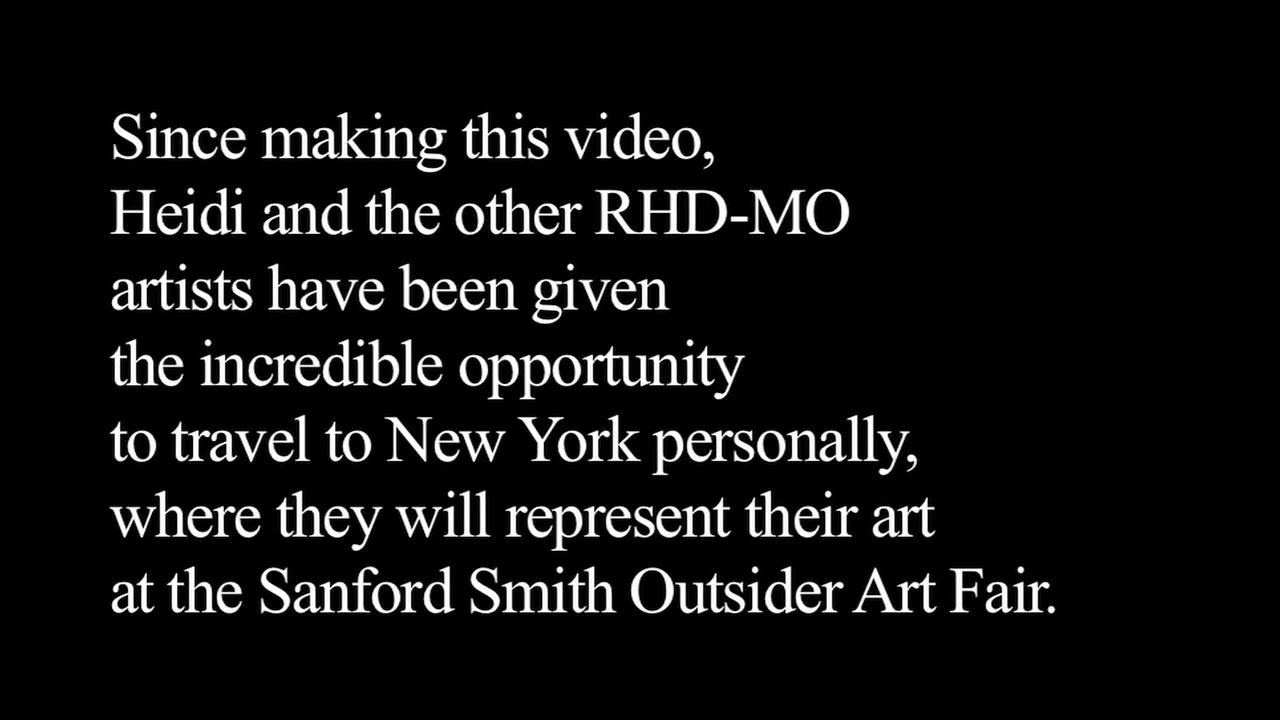 Since making this video,
Heidi and the other RHD-MO
artists have been given
the incredible opportunity
to travel to New York personally,
where they will represent their art
at the Sanford Smith Outsider Art Fair.